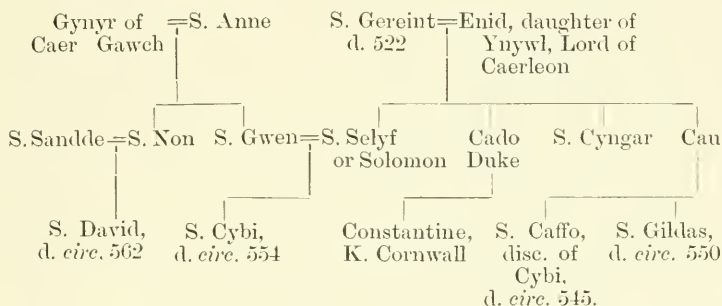 Gynyr of =S. Anne S. Gereint=Enid, daughter of
Caer Gawch d. 522 Ynywl, Lord of
Caerleon
S. Sandde=S. Non S. Gwen=S. Selyf Cado S. Cyngar Cau
or Solomon Duke
S. David, S. Cybi, Constantine, S. Caffo, S. Gildas,
d. circ. 562 d. circ. 554 K. Cornwall disc. of d. circ. 550
Cybi,
d. circ. 545.